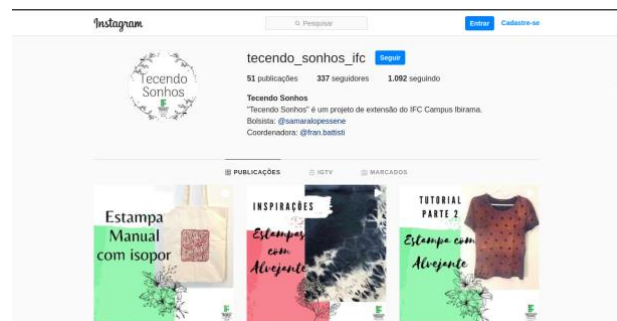 Instagram
Pesquisar
Entrar Cadastre-se
Tecendo
Sonhos
tecendo_sonhos_ifc Seguir
51 publicações 337 seguidores 1.092 seguindo
Tecendo Sonhos
"Tecendo Sonhos" é um projeto de extensão do IFC Campus Ibirama.
Bolsista: @samaralopessene
Coordenadora: @fran.battisti
PUBLICAÇÕES IGTV MARCADOS
Estampa
Manual
com isopor
INSPIRAÇÕES
Estampas
com
Alvejante
TUTORIAL
PARTE 2
Estampa com
Alvejante